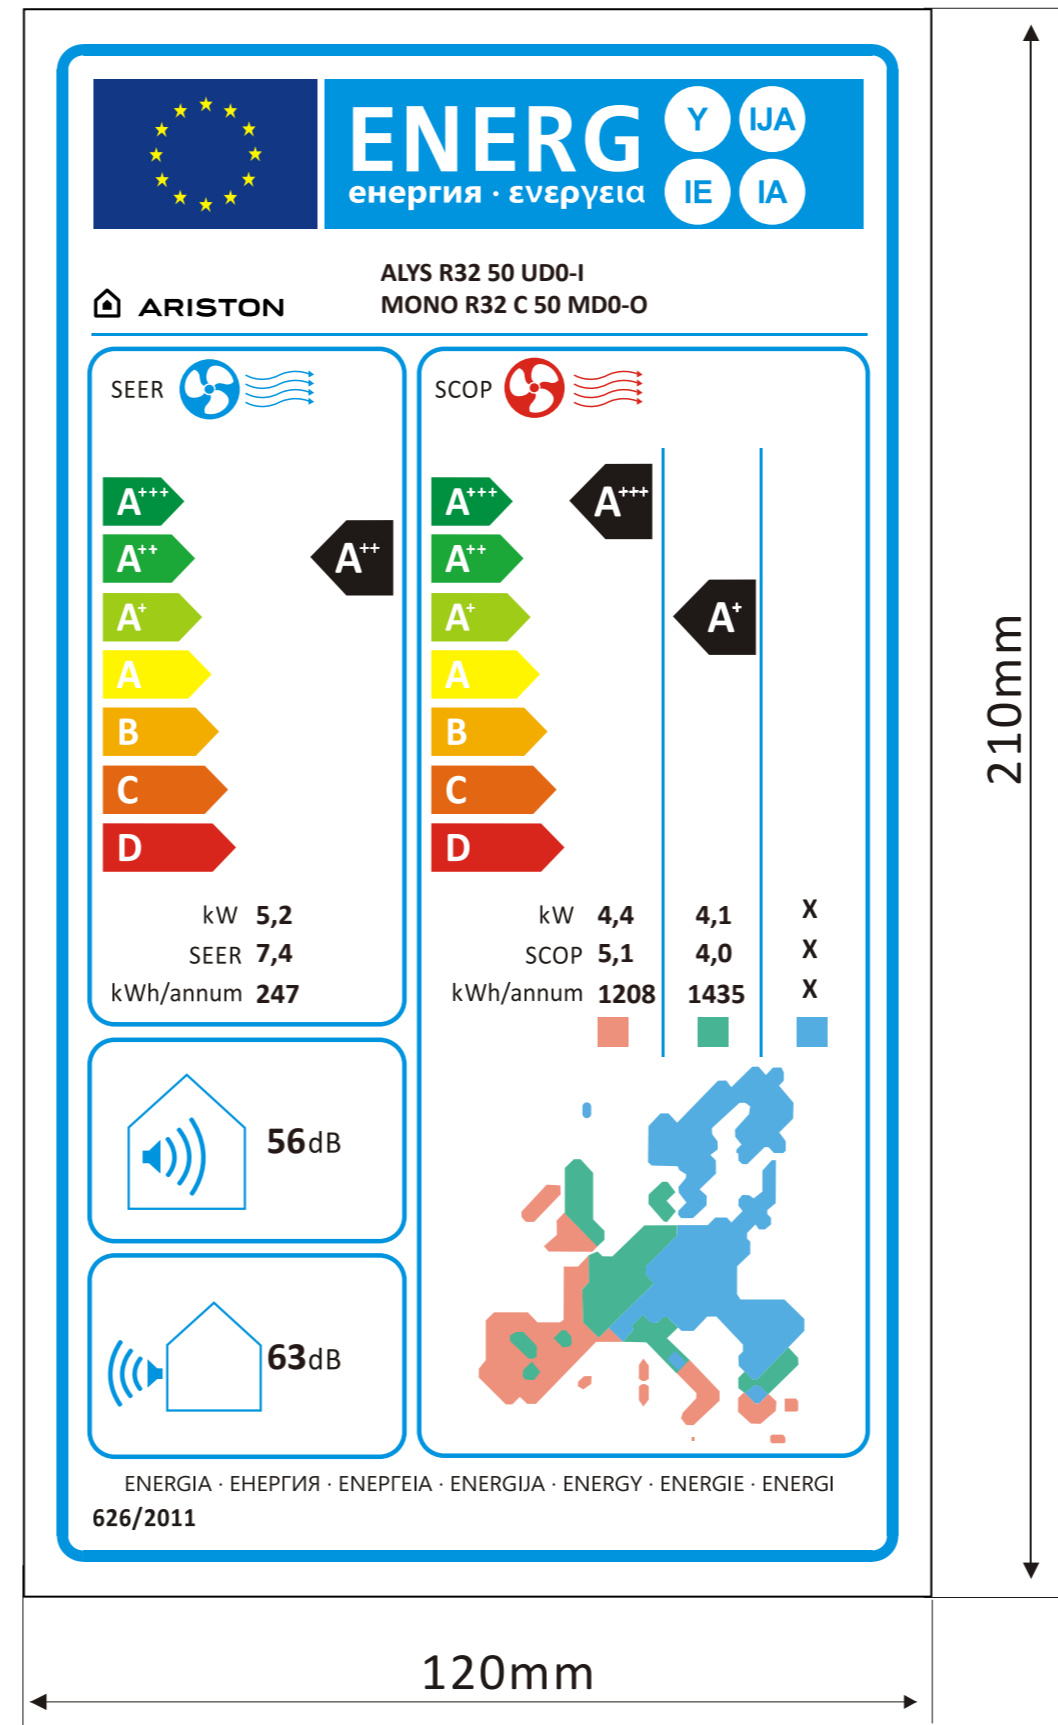 ENERG
енергия · ενεργεια
Y IJA
IE IA
ARISTON
ALYS R32 50 UD0-I
MONO R32 C 50 MD0-O
SEER
A+++
A++
A+
A
B
C
D
A++
kW 5,2
SEER 7,4
kWh/annum 247
SCOP
A+++
A++
A+
A
B
C
D
A+++
A+
kW 4,4 4,1 X
SCOP 5,1 4,0 X
kWh/annum 1208 1435 X
56dB
63dB
ENERGIA · ЕНЕРГИЯ · ΕΝΕΡΓΕΙΑ · ENERGIJA · ENERGY · ENERGIE · ENERGI
626/2011
210mm
120mm